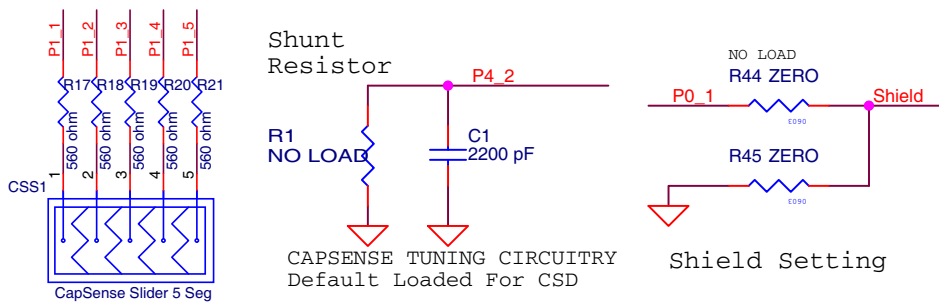 P1_1
P1_2
P1_3
P1_4
P1_5
R17
R18
R19
R20
R21
560 ohm
560 ohm
560 ohm
560 ohm
560 ohm
1
2
3
4
5
CSS1
CapSense Slider 5 Seg
Shunt
Resistor
P4_2
R1
NO LOAD
C1
2200 pF
CAPSENSE TUNING CIRCUITRY
Default Loaded For CSD
NO LOAD
R44 ZERO
P0_1
Shield
0603
R45 ZERO
0603
Shield Setting